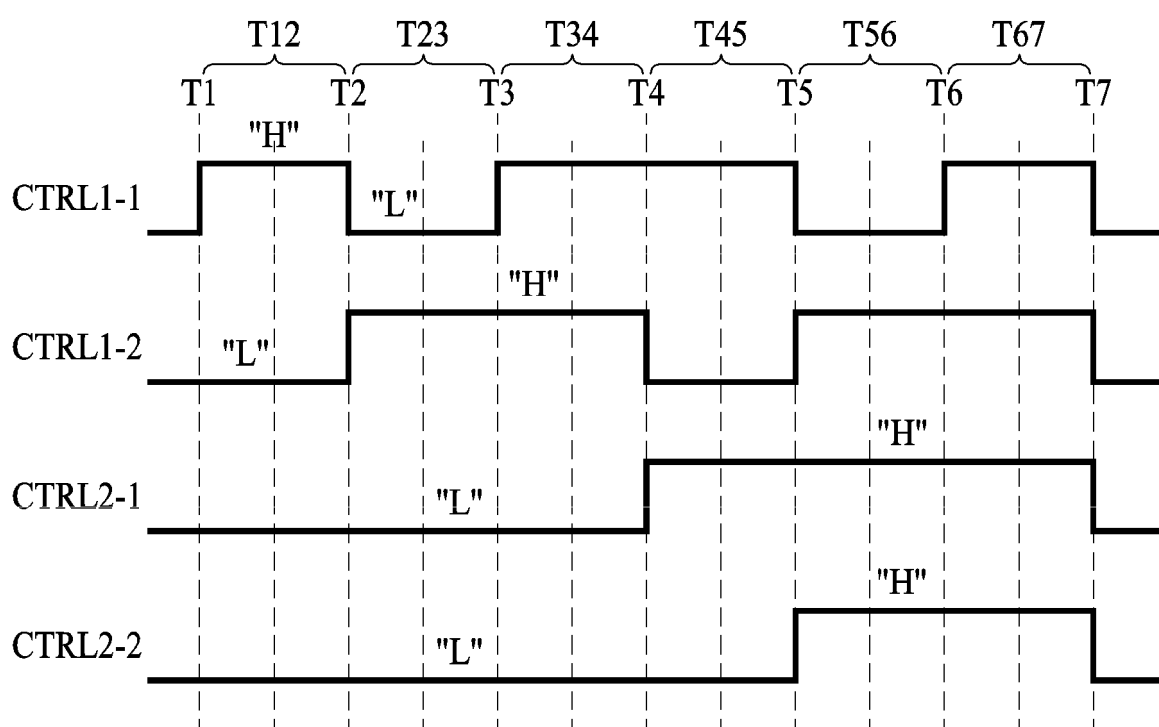 T12 T23 T34 T45 T56 T67
T1 T2 T3 T4 T5 T6 T7
"H"
CTRL1-1 "L"
"H"
CTRL1-2 "L"
"H"
CTRL2-1 "L"
"H"
CTRL2-2 "L"